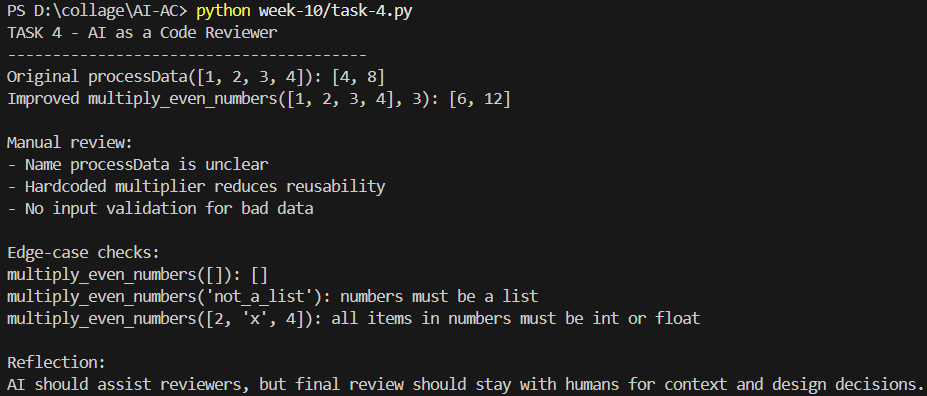 PS D:\collage\AI-AC> python week-10/task-4.py
TASK 4 - AI as a Code Reviewer
------------------------------------
Original processData([1, 2, 3, 4]): [4, 8]
Improved multiply_even_numbers([1, 2, 3, 4], 3): [6, 12]

Manual review:
- Name processData is unclear
- Hardcoded multiplier reduces reusability
- No input validation for bad data

Edge-case checks:
multiply_even_numbers([]): []
multiply_even_numbers('not_a_list'): numbers must be a list
multiply_even_numbers([2, 'x', 4]): all items in numbers must be int or float

Reflection:
AI should assist reviewers, but final review should stay with humans for context and design decisions.